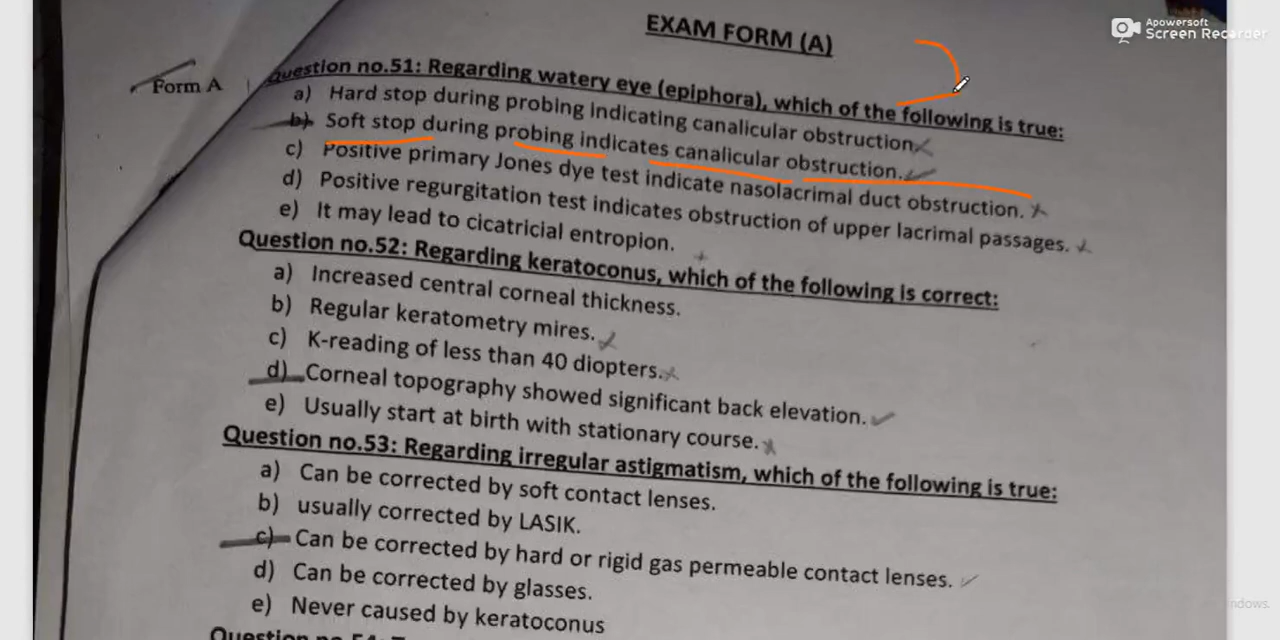 EXAM FORM (A)
Apowersoft
Screen Recorder
Form A
Question no.51: Regarding watery eye (epiphora), which of the following is true:
a) Hard stop during probing indicating canalicular obstruction.
b) Soft stop during probing indicates canalicular obstruction.
c) Positive primary Jones dye test indicate nasolacrimal duct obstruction.
d) Positive regurgitation test indicates obstruction of upper lacrimal passages.
e) It may lead to cicatricial entropion.
Question no.52: Regarding keratoconus, which of the following is correct:
a) Increased central corneal thickness.
b) Regular keratometry mires.
c) K-reading of less than 40 diopters.
d) Corneal topography showed significant back elevation.
e) Usually start at birth with stationary course.
Question no.53: Regarding irregular astigmatism, which of the following is true:
a) Can be corrected by soft contact lenses.
b) usually corrected by LASIK.
c) Can be corrected by hard or rigid gas permeable contact lenses.
d) Can be corrected by glasses.
e) Never caused by keratoconus
ndows.